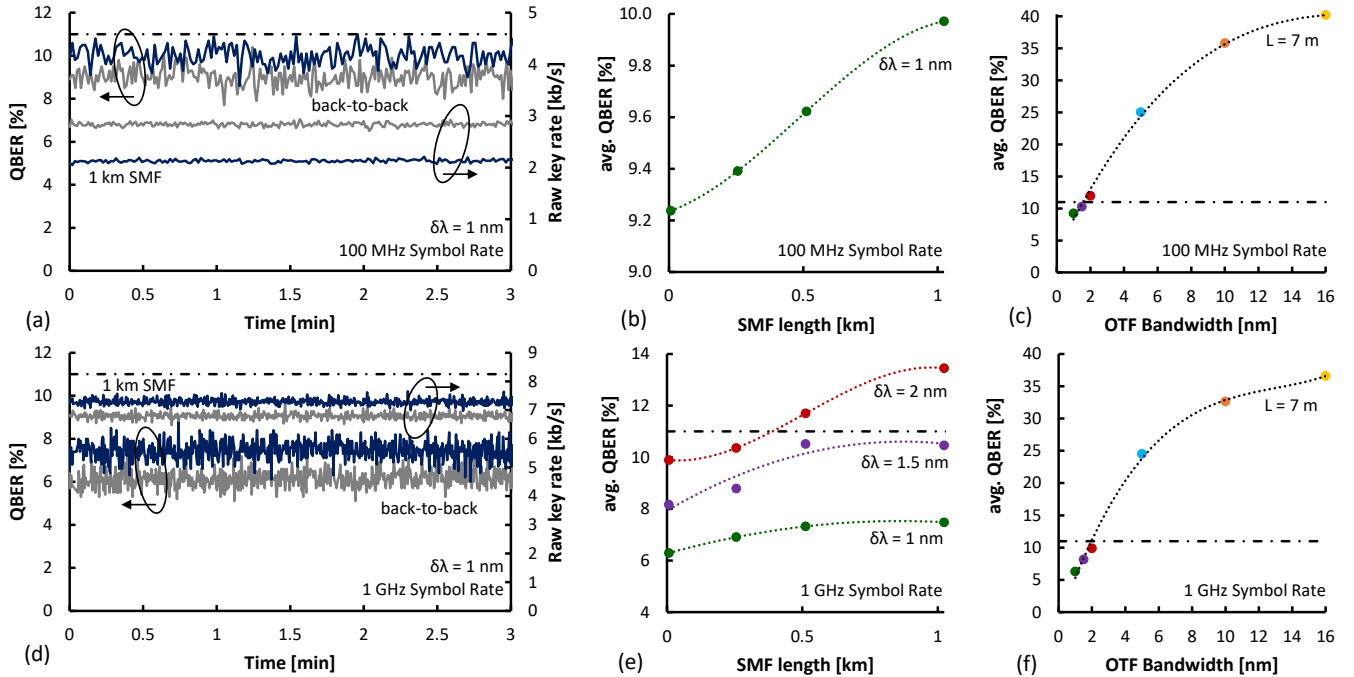 12
10
8
6
4
2
0
QBER [%]
5
4
3
2
1
0
Raw key rate [kb/s]
back-to-back
1 km SMF
δλ = 1 nm
100 MHz Symbol Rate
0
0.5
1
1.5
2
2.5
3
(a)
Time [min]
10.0
9.8
9.6
9.4
9.2
9.0
avg. QBER [%]
δλ = 1 nm
100 MHz Symbol Rate
0
0.5
1
(b)
SMF length [km]
40
35
30
25
20
15
10
5
0
avg. QBER [%]
L = 7 m
100 MHz Symbol Rate
0
2
4
6
8
10
12
14
16
(c)
OTF Bandwidth [nm]
12
10
8
6
4
2
0
QBER [%]
9
8
7
6
5
4
3
2
1
0
Raw key rate [kb/s]
1 km SMF
back-to-back
δλ = 1 nm
1 GHz Symbol Rate
0
0.5
1
1.5
2
2.5
3
(d)
Time [min]
14
12
10
8
6
4
avg. QBER [%]
δλ = 2 nm
δλ = 1.5 nm
δλ = 1 nm
1 GHz Symbol Rate
0
0.5
1
(e)
SMF length [km]
40
35
30
25
20
15
10
5
0
avg. QBER [%]
L = 7 m
1 GHz Symbol Rate
0
2
4
6
8
10
12
14
16
(f)
OTF Bandwidth [nm]